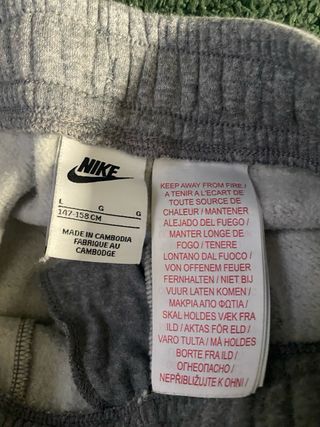 NIKE
L G G
147-158 CM
MADE IN CAMBODIA
FABRIQUE AU
CAMBODGE
KEEP AWAY FROM FIRE /
A TENIR A L'ECART DE
TOUTE SOURCE DE
CHALEUR / MANTENER
ALEJADO DEL FUEGO /
MANTER LONGE DE
FOGO / TENERE
LONTANO DAL FUOCO /
VON OFFENEM FEUER
FERNHALTEN / NIET BIJ
VUUR LATEN KOMEN /
ΜΑΚΡΙΑ ΑΠΟ ΦΩΤΙΑ /
SKAL HOLDES VÆK FRA
ILD / AKTAS FÖR ELD /
VARO TULTA / MÅ HOLDES
BORTE FRA ILD /
ОГНЕОПАСНО /
NEPŘIBLIŽUJTE K OHNI /